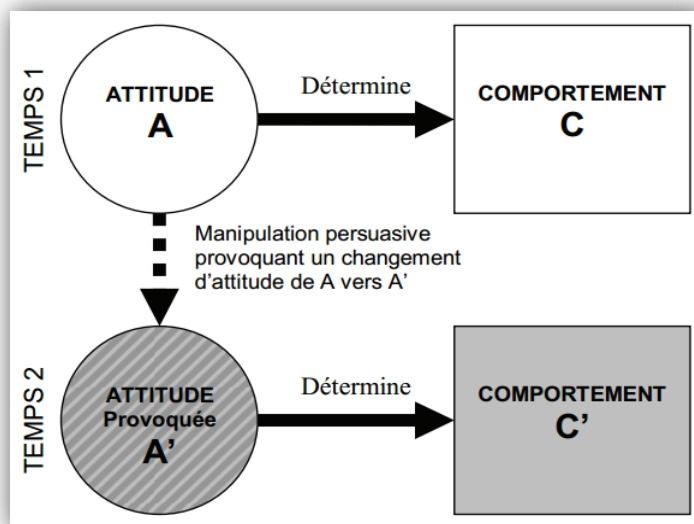 TEMPS 1
ATTITUDE
A
Détermine
COMPORTEMENT
C
Manipulation persuasive
provoquant un changement
d'attitude de A vers A'
TEMPS 2
ATTITUDE
Provoquée
A'
Détermine
COMPORTEMENT
C'